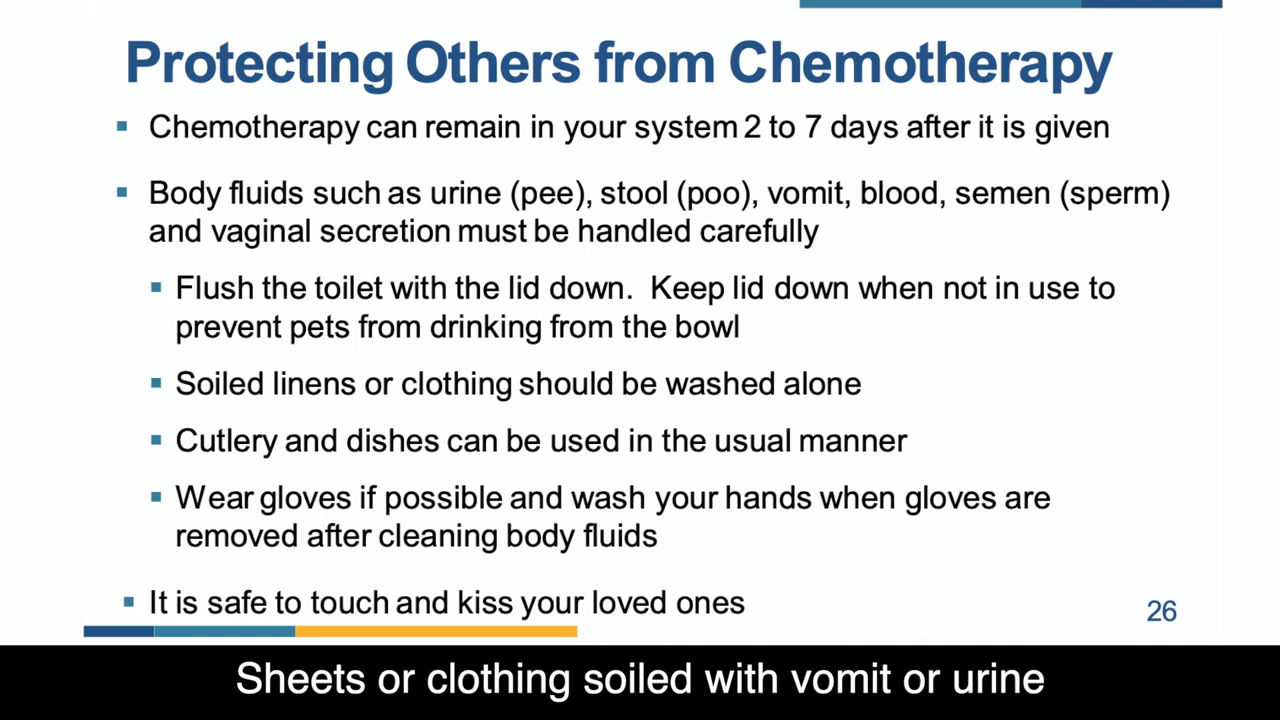 Protecting Others from Chemotherapy
▪ Chemotherapy can remain in your system 2 to 7 days after it is given
▪ Body fluids such as urine (pee), stool (poo), vomit, blood, semen (sperm)
and vaginal secretion must be handled carefully
▪ Flush the toilet with the lid down.  Keep lid down when not in use to
prevent pets from drinking from the bowl
▪ Soiled linens or clothing should be washed alone
▪ Cutlery and dishes can be used in the usual manner
▪ Wear gloves if possible and wash your hands when gloves are
removed after cleaning body fluids
▪ It is safe to touch and kiss your loved ones
26
Sheets or clothing soiled with vomit or urine